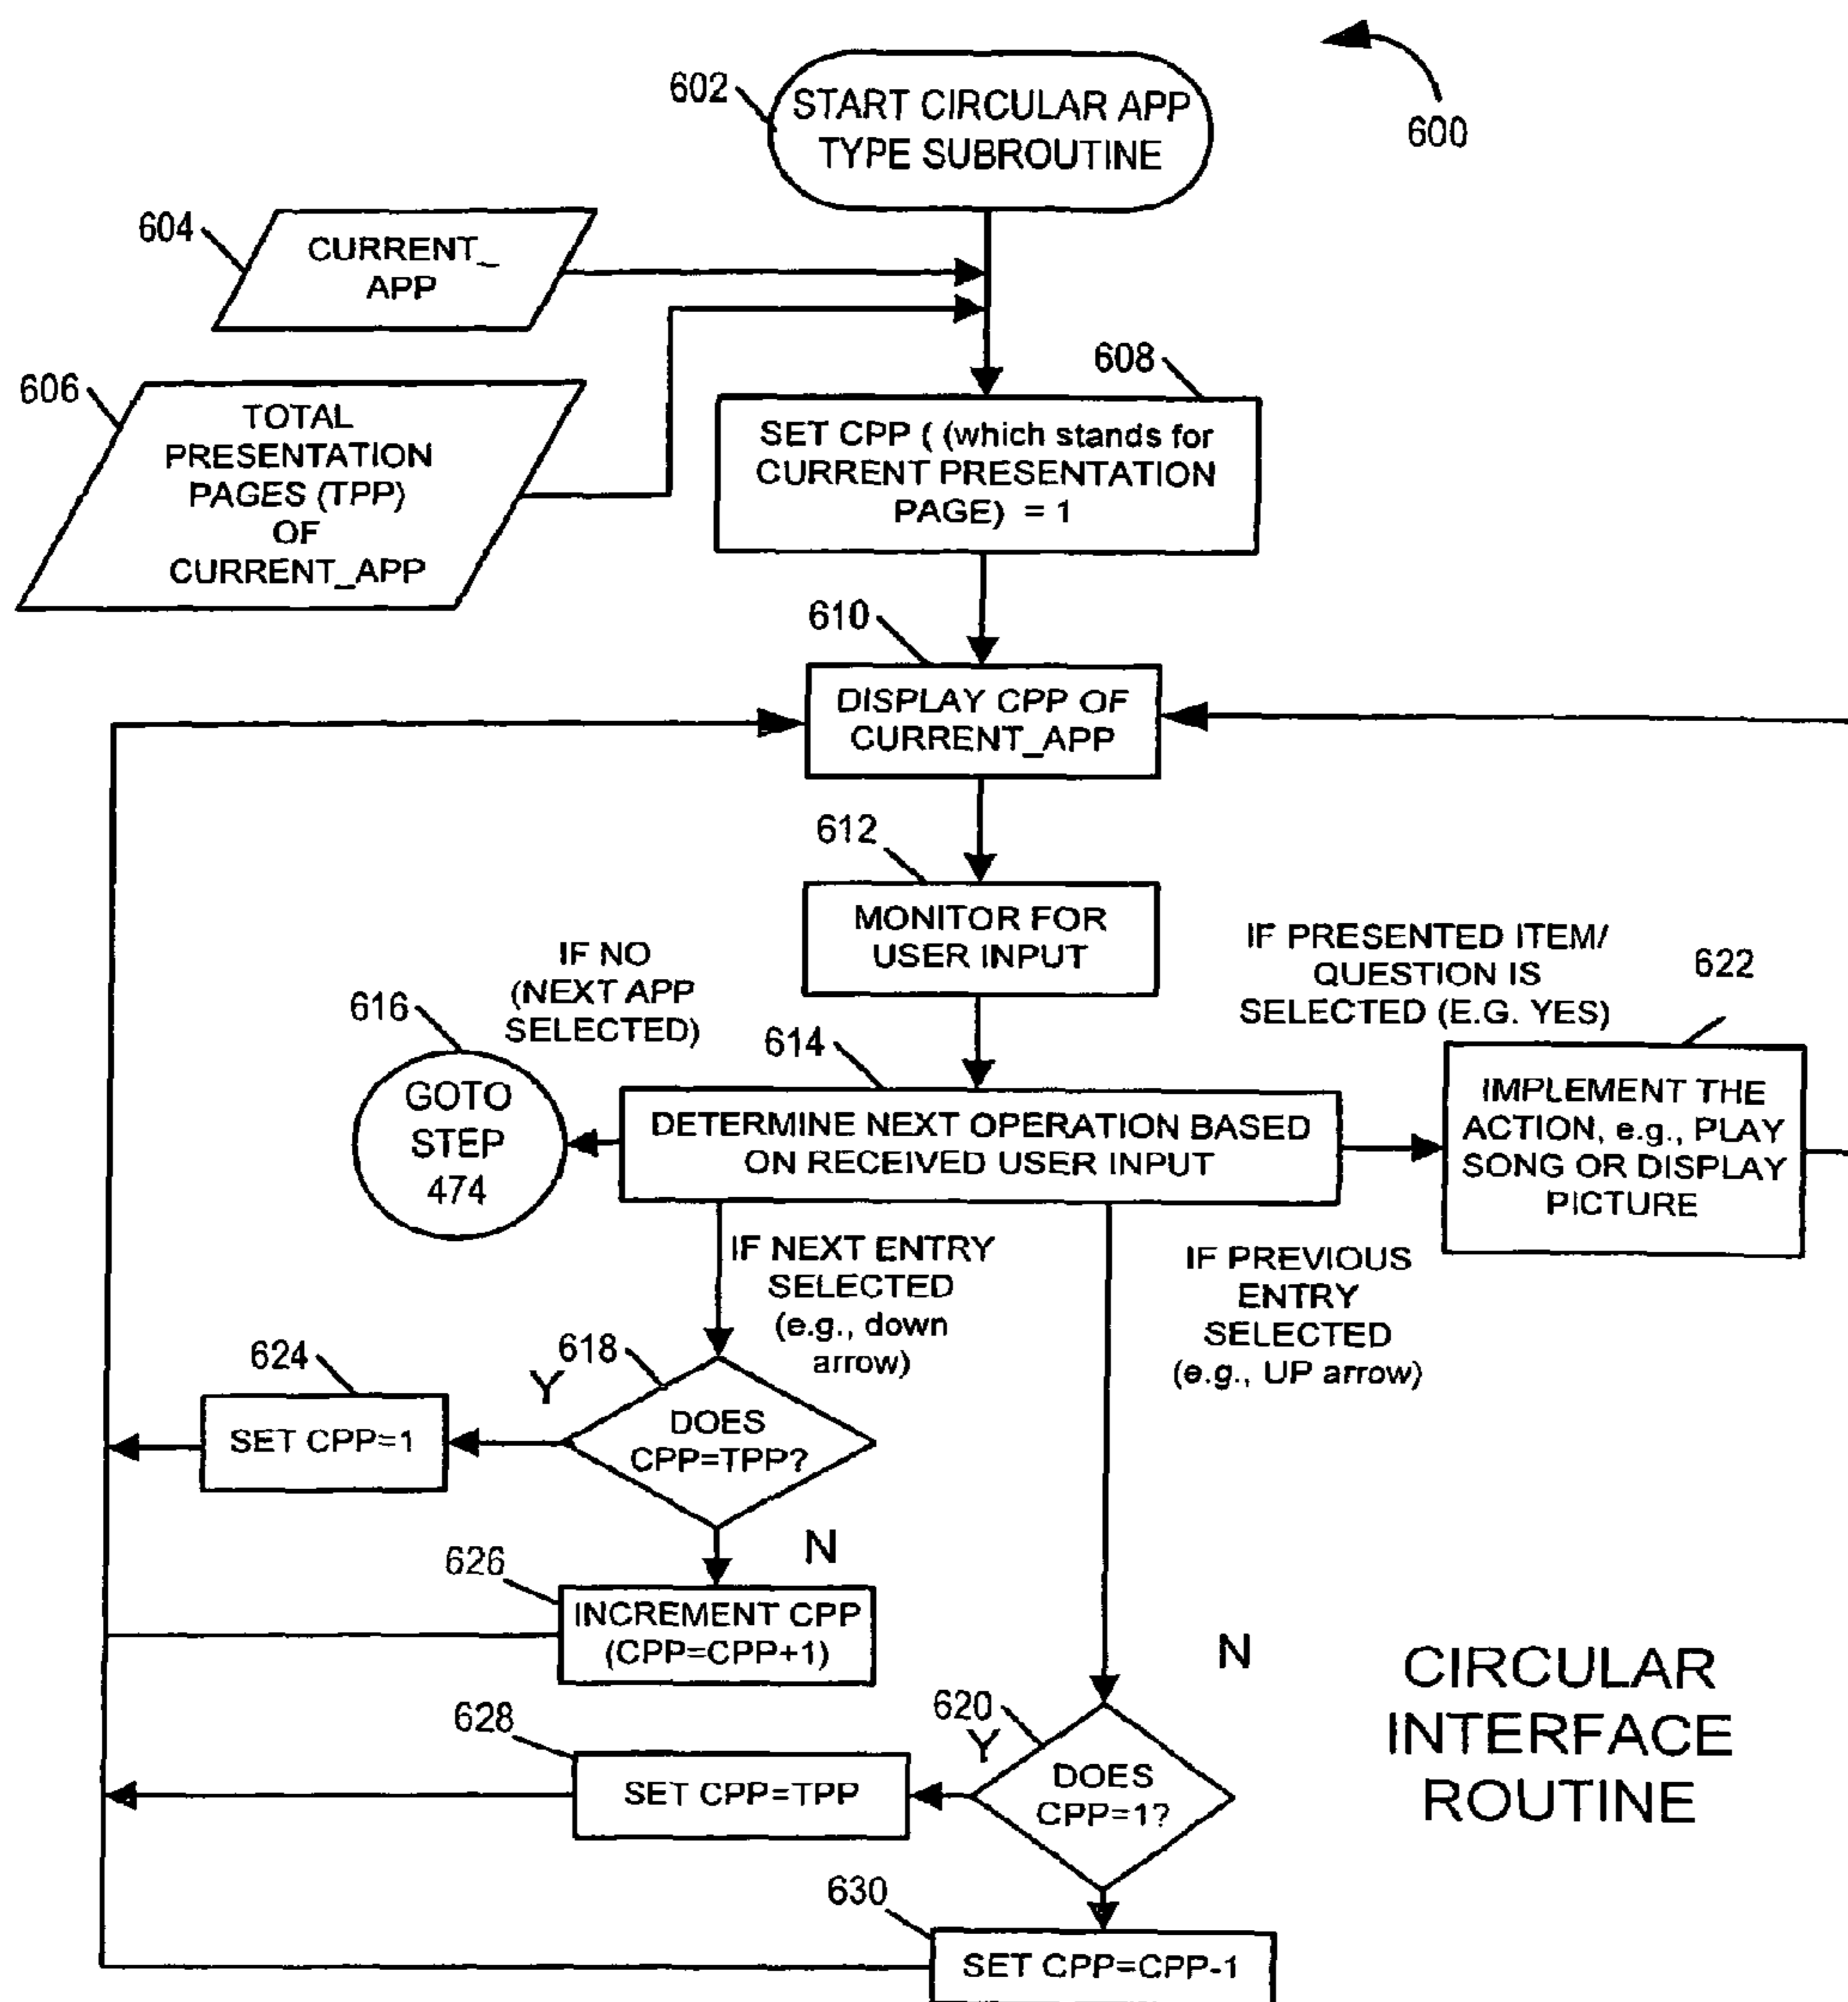 602
START CIRCULAR APP
TYPE SUBROUTINE
600
604
CURRENT_
APP
606
TOTAL
PRESENTATION
PAGES (TPP)
OF
CURRENT_APP
608
SET CPP ( (which stands for
CURRENT PRESENTATION
PAGE) = 1
610
DISPLAY CPP OF
CURRENT_APP
612
MONITOR FOR
USER INPUT
IF NO
(NEXT APP
SELECTED)
616
GOTO
STEP
474
614
DETERMINE NEXT OPERATION BASED
ON RECEIVED USER INPUT
IF PRESENTED ITEM/
QUESTION IS
SELECTED (E.G. YES)
622
IMPLEMENT THE
ACTION, e.g., PLAY
SONG OR DISPLAY
PICTURE
IF NEXT ENTRY
SELECTED
(e.g., down
arrow)
IF PREVIOUS
ENTRY
SELECTED
(e.g., UP arrow)
618
DOES
CPP=TPP?
Y
624
SET CPP=1
N
626
INCREMENT CPP
(CPP=CPP+1)
620
DOES
CPP=1?
Y
628
SET CPP=TPP
N
630
SET CPP=CPP-1
CIRCULAR
INTERFACE
ROUTINE